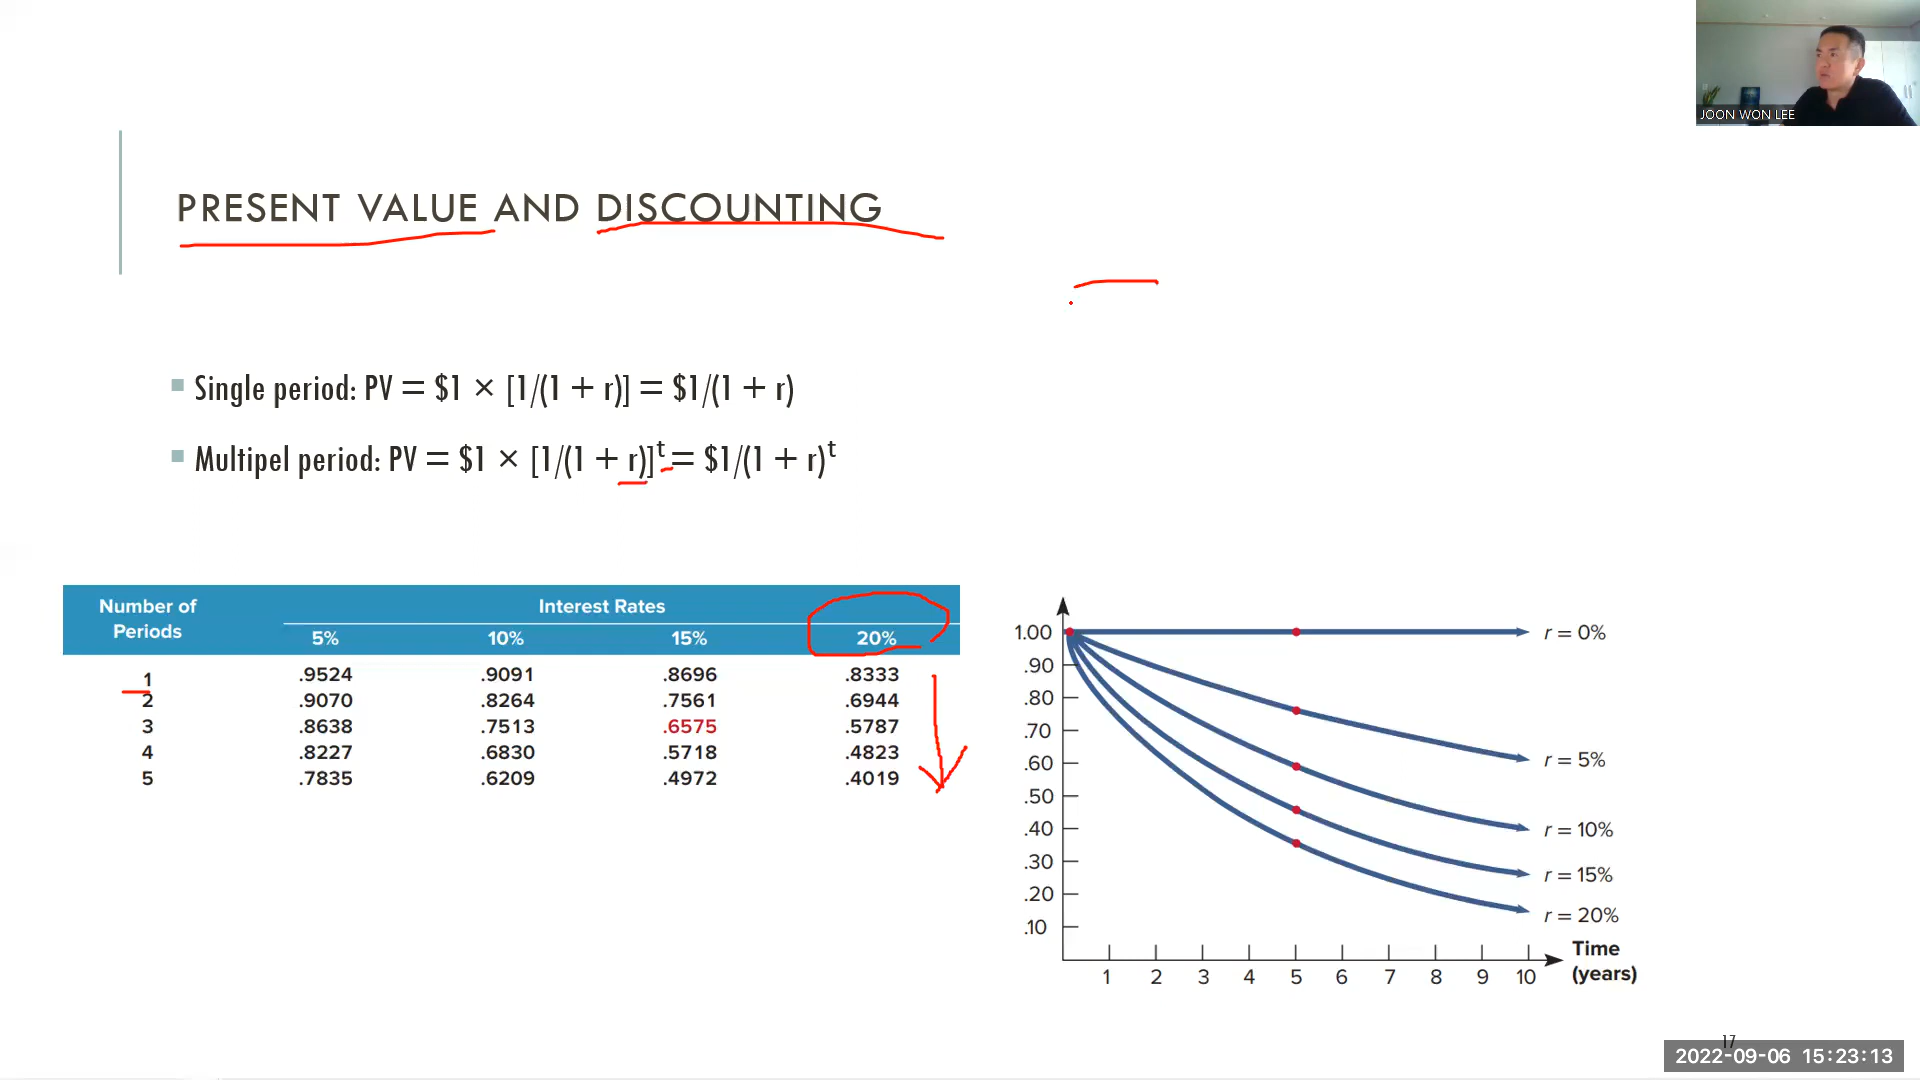 JOON WON LEE
PRESENT VALUE AND DISCOUNTING
Single period: PV = $1 × [1/(1 + r)] = $1/(1 + r)
Multipel period: PV = $1 × [1/(1 + r)]ᵗ = $1/(1 + r)ᵗ
Number of Periods Interest Rates
5% 10% 15% 20%
1 .9524 .9091 .8696 .8333
2 .9070 .8264 .7561 .6944
3 .8638 .7513 .6575 .5787
4 .8227 .6830 .5718 .4823
5 .7835 .6209 .4972 .4019
1.00
.90
.80
.70
.60
.50
.40
.30
.20
.10
r = 0%
r = 5%
r = 10%
r = 15%
r = 20%
Time
(years)
1 2 3 4 5 6 7 8 9 10
17
2022-09-06 15:23:13